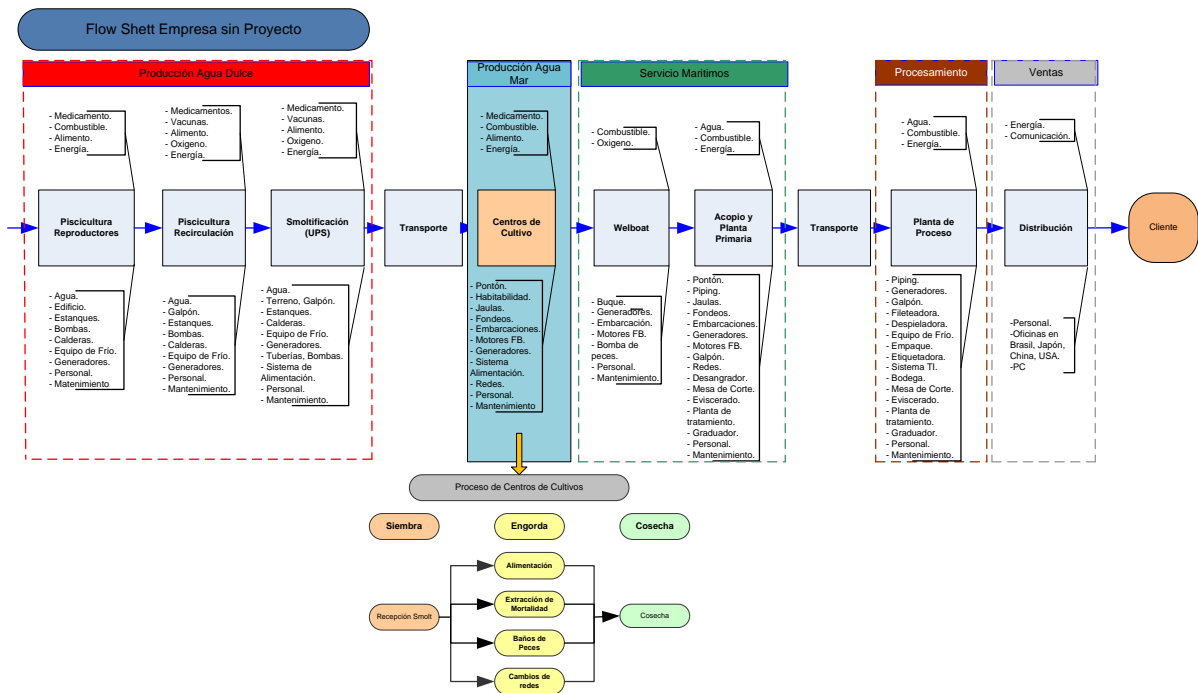 Flow Shett Empresa sin Proyecto
Producción Agua Dulce
Producción Agua
Mar
Servicio Maritimos
Procesamiento
Ventas
- Medicamento.
- Combustible.
- Alimento.
- Energía.
- Medicamentos.
- Vacunas.
- Alimento.
- Oxigeno.
- Energía.
- Medicamento.
- Vacunas.
- Alimento.
- Oxigeno.
- Energía.
- Medicamento.
- Combustible.
- Alimento.
- Energía.
- Combustible.
- Oxigeno.
- Agua.
- Combustible.
- Energía.
- Agua.
- Combustible.
- Energía.
- Energía.
- Comunicación.
Piscicultura
Reproductores
Piscicultura
Recirculación
Smoltificación
(UPS)
Transporte
Centros de
Cultivo
Welboat
Acopio y
Planta
Primaria
Transporte
Planta de
Proceso
Distribución
Cliente
- Agua.
- Edificio.
- Estanques.
- Bombas.
- Calderas.
- Equipo de Frío.
- Generadores.
- Personal.
- Matenimiento
- Agua.
- Galpón.
- Estanques.
- Bombas.
- Calderas.
- Equipo de Frío.
- Generadores.
- Personal.
- Mantenimiento.
- Agua.
- Terreno, Galpón.
- Estanques.
- Calderas.
- Equipo de Frío.
- Generadores.
- Tuberías, Bombas.
- Sistema de
Alimentación.
- Personal.
- Mantenimiento.
- Pontón.
- Habitabilidad.
- Jaulas.
- Fondeos.
- Embarcaciones.
- Motores FB.
- Generadores.
- Sistema
Alimentación.
- Redes.
- Personal.
- Mantenimiento
- Buque.
- Generadores.
- Embarcación.
- Motores FB.
- Bomba de
peces.
- Personal.
- Mantenimiento.
- Pontón.
- Piping.
- Jaulas.
- Fondeos.
- Embarcaciones.
- Generadores.
- Motores FB.
- Galpón.
- Redes.
- Desangrador.
- Mesa de Corte.
- Eviscerado.
- Planta de
tratamiento.
- Graduador.
- Personal.
- Mantenimiento.
- Piping.
- Generadores.
- Galpón.
- Fileteadora.
- Despieladora.
- Equipo de Frío.
- Empaque.
- Etiquetadora.
- Sistema TI.
- Bodega.
- Mesa de Corte.
- Eviscerado.
- Planta de
tratamiento.
- Graduador.
- Personal.
- Mantenimiento.
-Personal.
-Oficinas en
Brasil, Japón,
China, USA.
-PC
Proceso de Centros de Cultivos
Siembra
Engorda
Cosecha
Alimentación
Recepción Smolt
Extracción de
Mortalidad
Cosecha
Baños de
Peces
Cambios de
redes